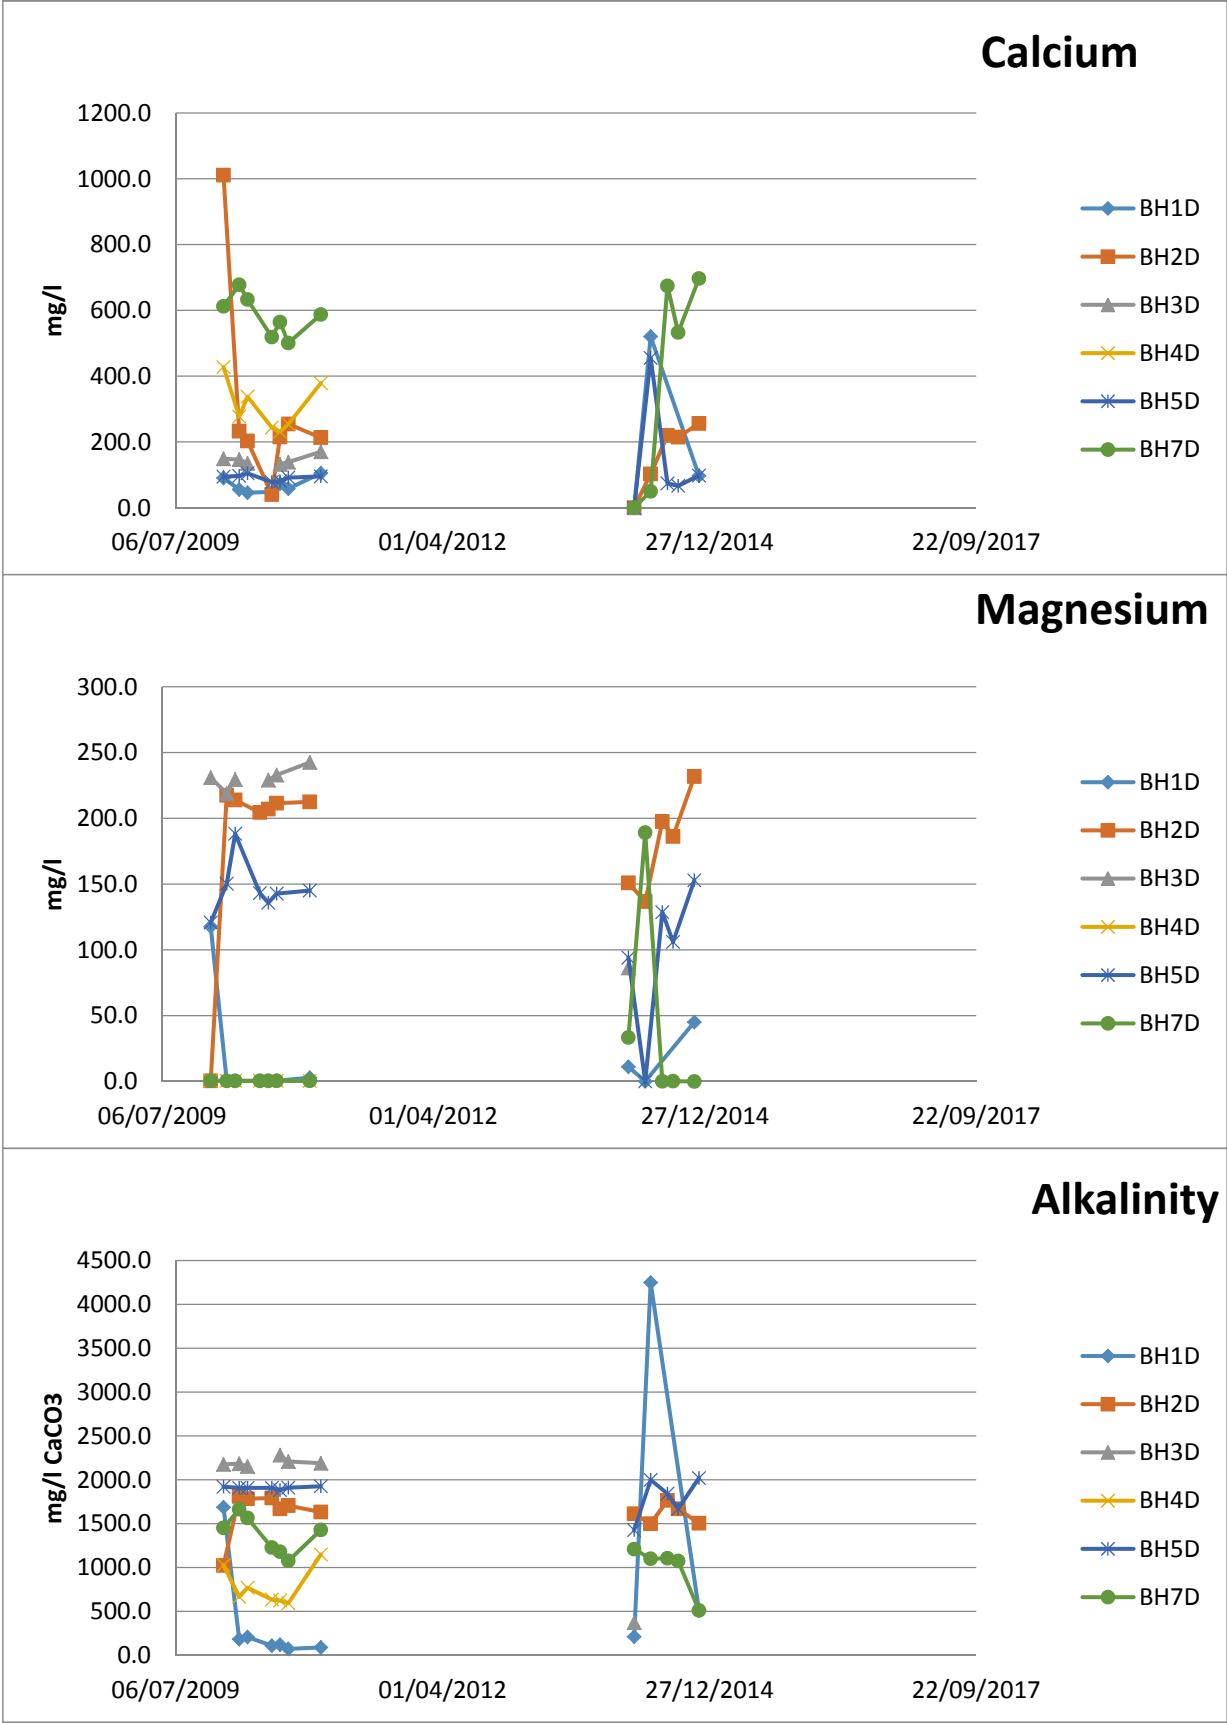 Calcium
1200.0
1000.0
800.0
600.0
400.0
200.0
0.0
mg/l
06/07/2009 01/04/2012 27/12/2014 22/09/2017
BH1D
BH2D
BH3D
BH4D
BH5D
BH7D
Magnesium
300.0
250.0
200.0
150.0
100.0
50.0
0.0
mg/l
06/07/2009 01/04/2012 27/12/2014 22/09/2017
BH1D
BH2D
BH3D
BH4D
BH5D
BH7D
Alkalinity
4500.0
4000.0
3500.0
3000.0
2500.0
2000.0
1500.0
1000.0
500.0
0.0
mg/l CaCO3
06/07/2009 01/04/2012 27/12/2014 22/09/2017
BH1D
BH2D
BH3D
BH4D
BH5D
BH7D